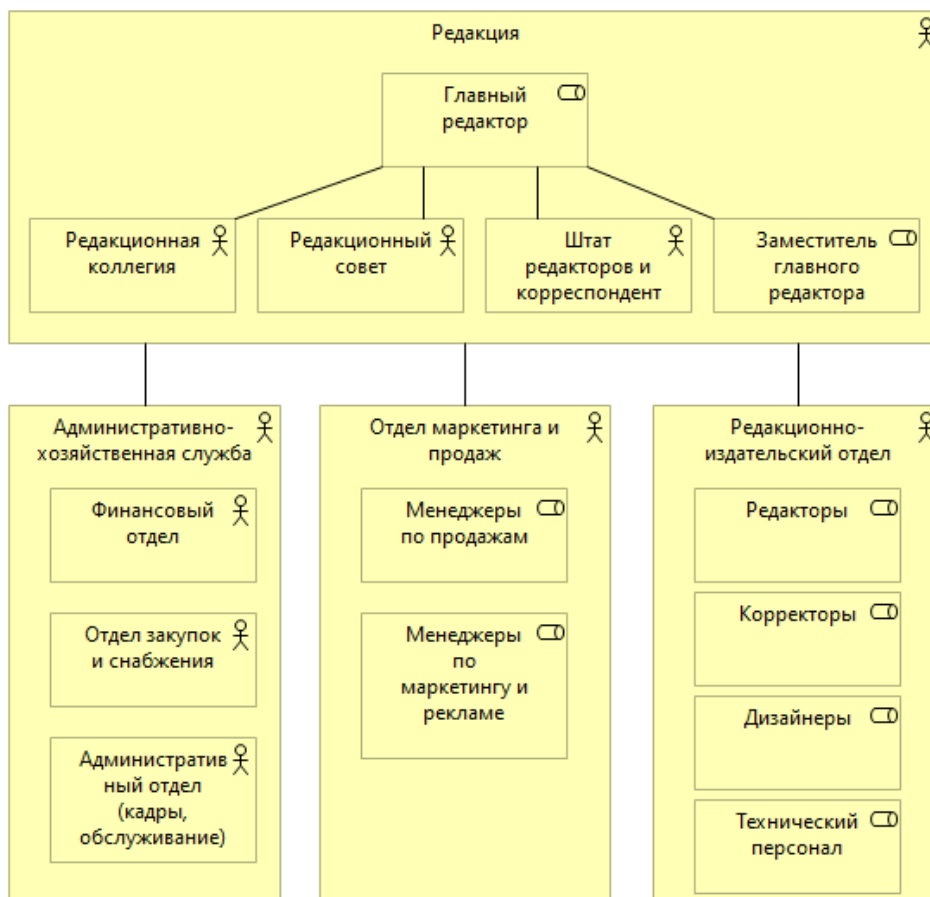 Редакция
Главный
редактор
Редакционная
коллегия
Редакционный
совет
Штат
редакторов и
корреспондент
Заместитель
главного
редактора
Административно-
хозяйственная служба
Финансовый
отдел
Отдел закупок
и снабжения
Административ
ный отдел
(кадры,
обслуживание)
Отдел маркетинга и
продаж
Менеджеры
по продажам
Менеджеры
по
маркетингу и
рекламе
Редакционно-
издательский отдел
Редакторы
Корректоры
Дизайнеры
Технический
персонал